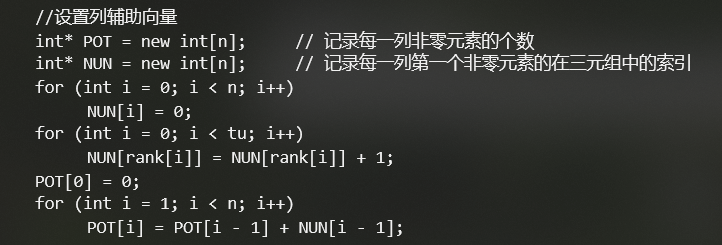 //设置列辅助向量
int* POT = new int[n];     // 记录每一列非零元素的个数
int* NUN = new int[n];     // 记录每一列第一个非零元素的在三元组中的索引
for (int i = 0; i < n; i++)
     NUN[i] = 0;
for (int i = 0; i < tu; i++)
     NUN[rank[i]] = NUN[rank[i]] + 1;
POT[0] = 0;
for (int i = 1; i < n; i++)
     POT[i] = POT[i - 1] + NUN[i - 1];